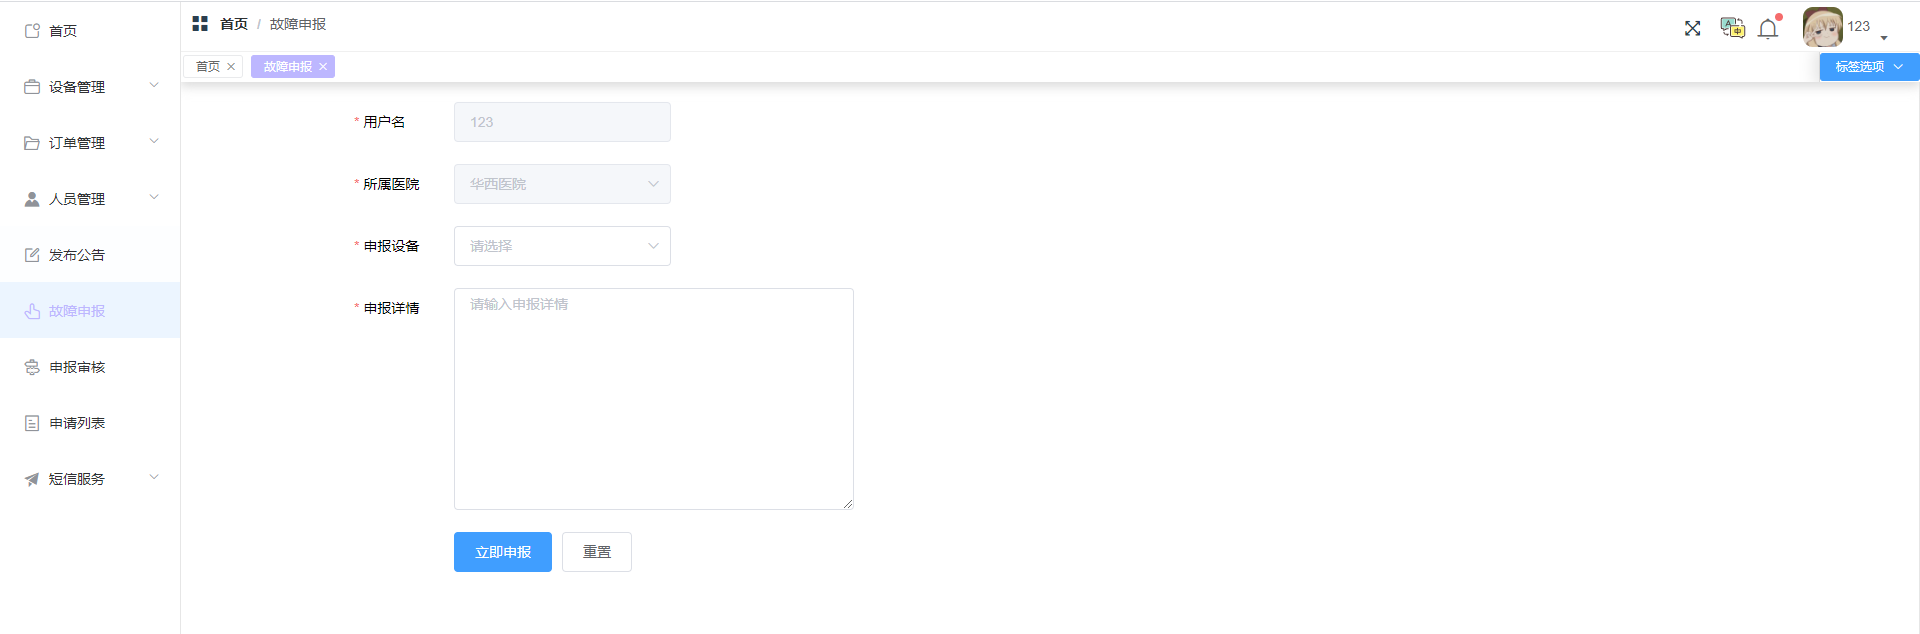 首页
设备管理
订单管理
人员管理
发布公告
故障申报
申报审核
申请列表
短信服务
首页 / 故障申报
123
首页 × 故障申报 ×
标签选项
* 用户名 123
* 所属医院 华西医院
* 申报设备 请选择
* 申报详情 请输入申报详情
立即申报 重置